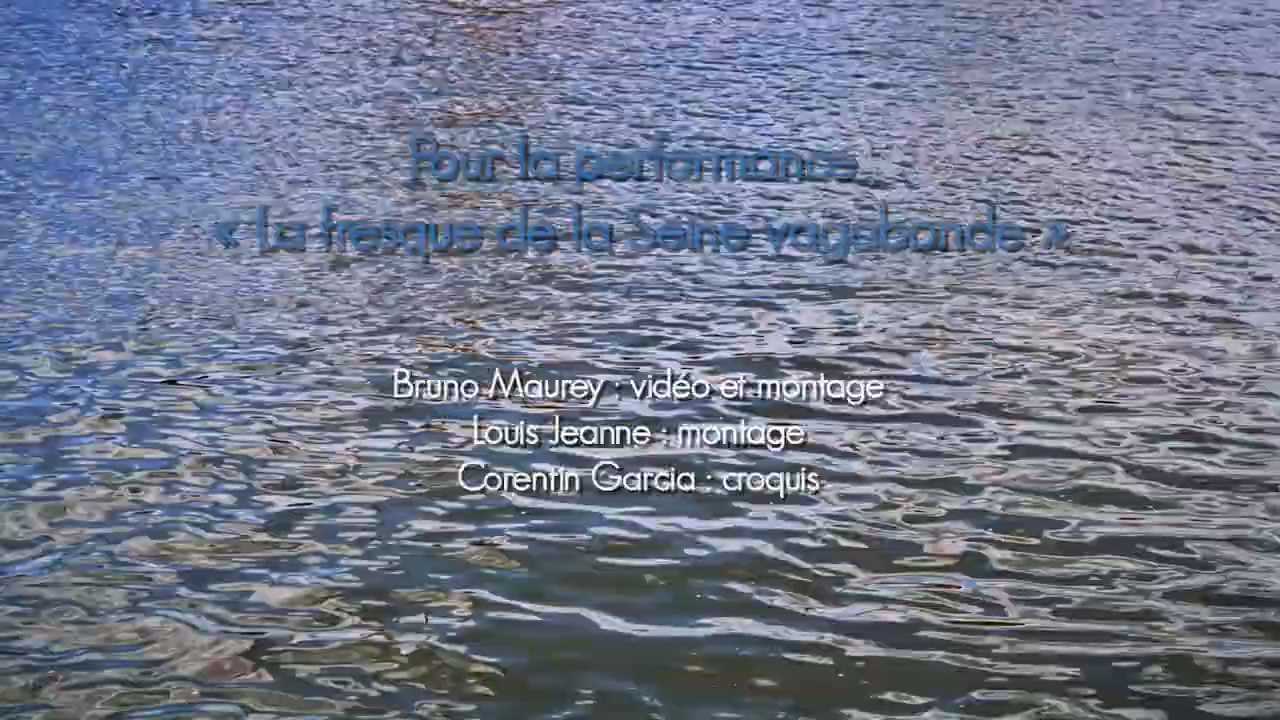 Pour la performance
« La fresque de la Seine vagabonde »
Bruno Maurey : vidéo et montage
Louis Jeanne : montage
Corentin Garcia : croquis